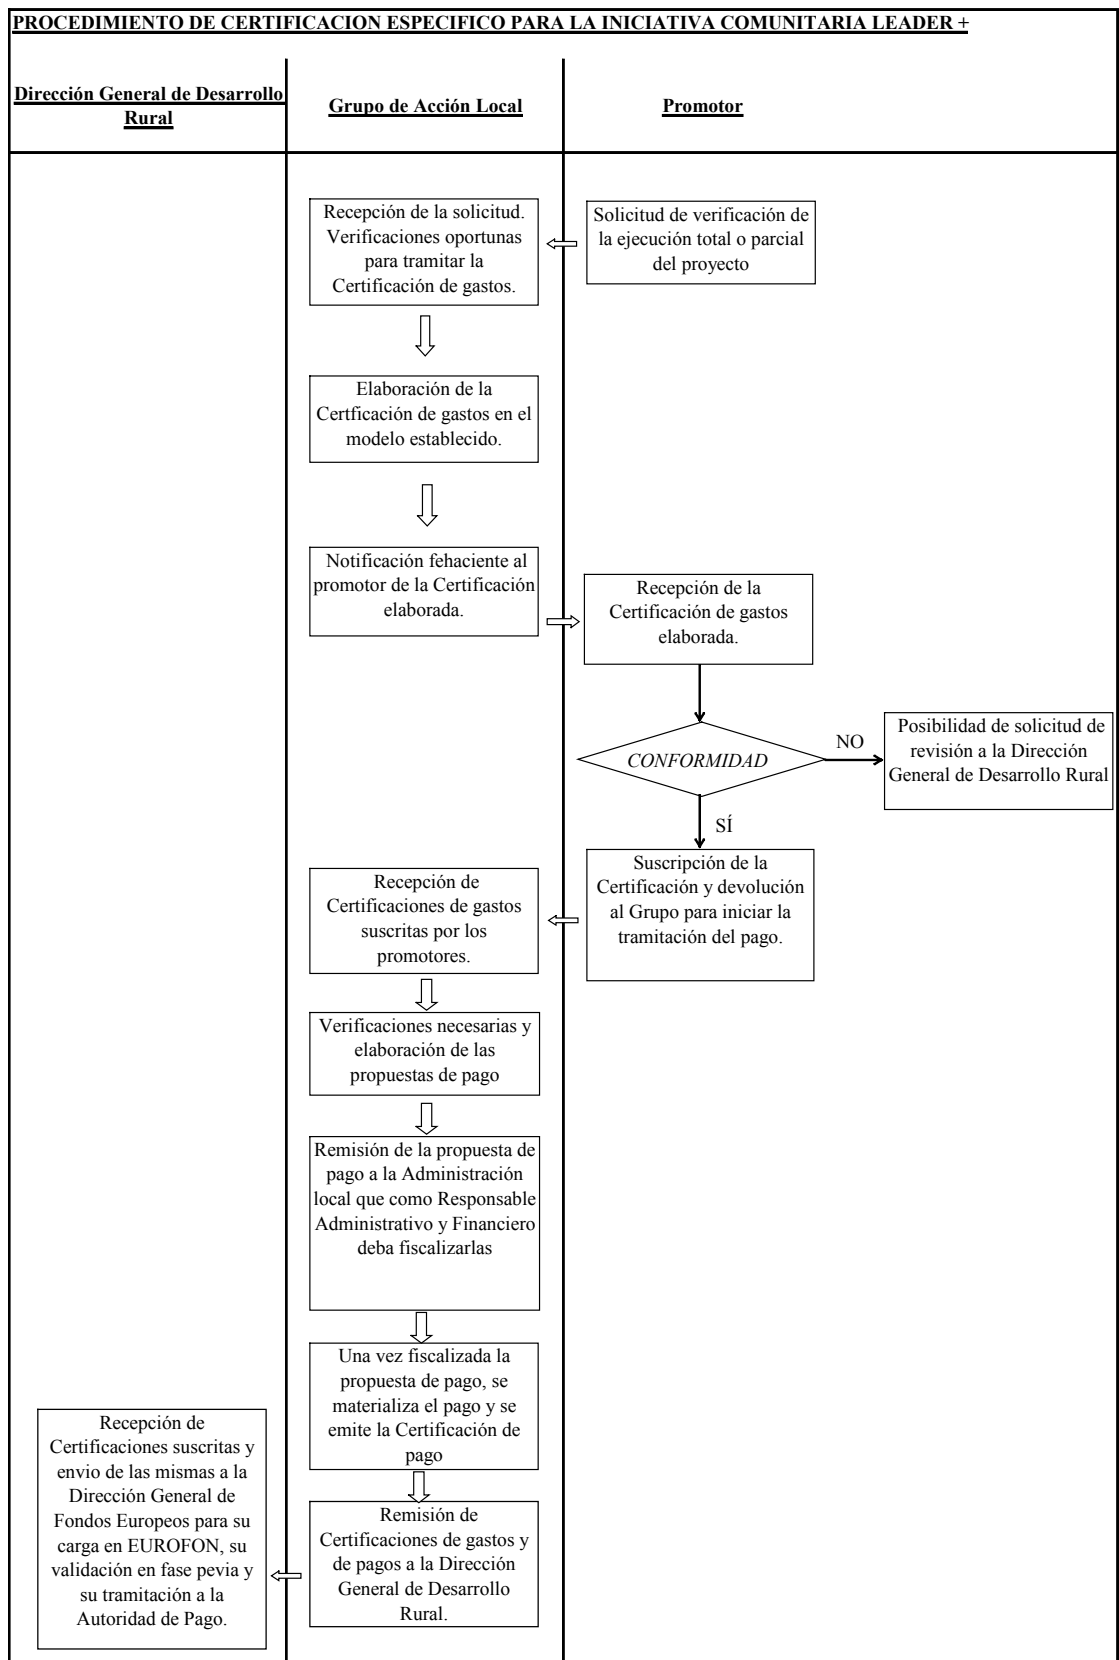 PROCEDIMIENTO DE CERTIFICACION ESPECIFICO PARA LA INICIATIVA COMUNITARIA LEADER +
Dirección General de Desarrollo
Rural
Grupo de Acción Local
Promotor
Solicitud de verificación de
la ejecución total o parcial
del proyecto
Recepción de la solicitud.
Verificaciones oportunas
para tramitar la
Certificación de gastos.
Elaboración de la
Certficación de gastos en el
modelo establecido.
Notificación fehaciente al
promotor de la Certificación
elaborada.
Recepción de la
Certificación de gastos
elaborada.
CONFORMIDAD
NO
Posibilidad de solicitud de
revisión a la Dirección
General de Desarrollo Rural
SÍ
Suscripción de la
Certificación y devolución
al Grupo para iniciar la
tramitación del pago.
Recepción de
Certificaciones de gastos
suscritas por los
promotores.
Verificaciones necesarias y
elaboración de las
propuestas de pago
Remisión de la propuesta de
pago a la Administración
local que como Responsable
Administrativo y Financiero
deba fiscalizarlas
Una vez fiscalizada la
propuesta de pago, se
materializa el pago y se
emite la Certificación de
pago
Remisión de
Certificaciones de gastos y
de pagos a la Dirección
General de Desarrollo
Rural.
Recepción de
Certificaciones suscritas y
envio de las mismas a la
Dirección General de
Fondos Europeos para su
carga en EUROFON, su
validación en fase pevia y
su tramitación a la
Autoridad de Pago.